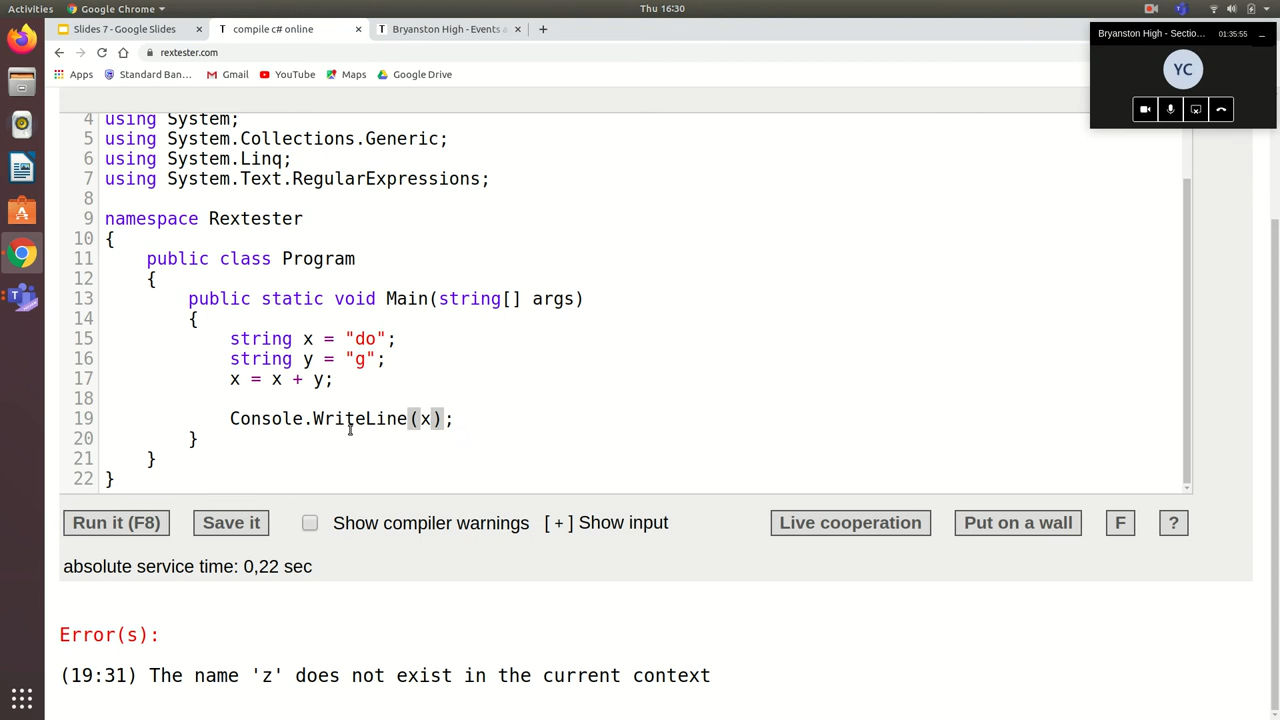 Activities
Google Chrome
Thu 16:30
Slides 7 - Google Slides
compile c# online
Bryanston High - Events a
rextester.com
Apps
Standard Ban...
Gmail
YouTube
Maps
Google Drive
Bryanston High - Sectio...
01:35:55
YC
4 using System;
5 using System.Collections.Generic;
6 using System.Linq;
7 using System.Text.RegularExpressions;
8
9 namespace Rextester
10 {
11 public class Program
12 {
13 public static void Main(string[] args)
14 {
15 string x = "do";
16 string y = "g";
17 x = x + y;
18
19 Console.WriteLine(x);
20 }
21 }
22 }
Run it (F8)
Save it
Show compiler warnings
[ + ] Show input
Live cooperation
Put on a wall
F
?
absolute service time: 0,22 sec
Error(s):
(19:31) The name 'z' does not exist in the current context